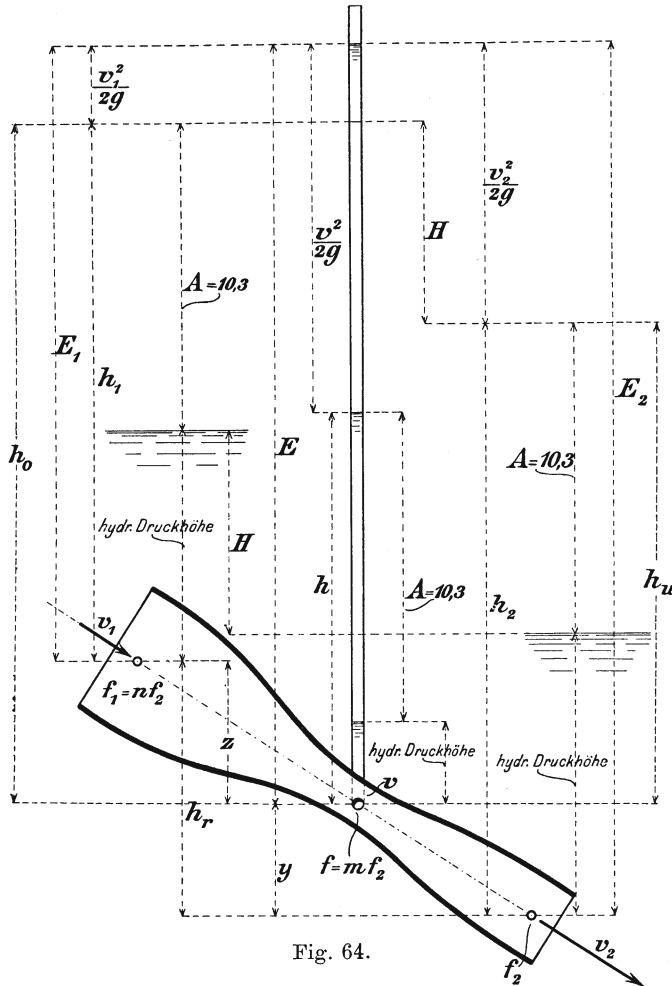 v₁²/2g
v₂²/2g
v²/2g
H
A=10,3
E₁
h₁
E₂
h₀
E
A=10,3
hydr. Druckhöhe
H
h
A=10,3
h₂
hᵤ
v₁
f₁=nf₂
z
hydr. Druckhöhe
hydr. Druckhöhe
v
hᵣ
f=mf₂
y
f₂
v₂
Fig. 64.